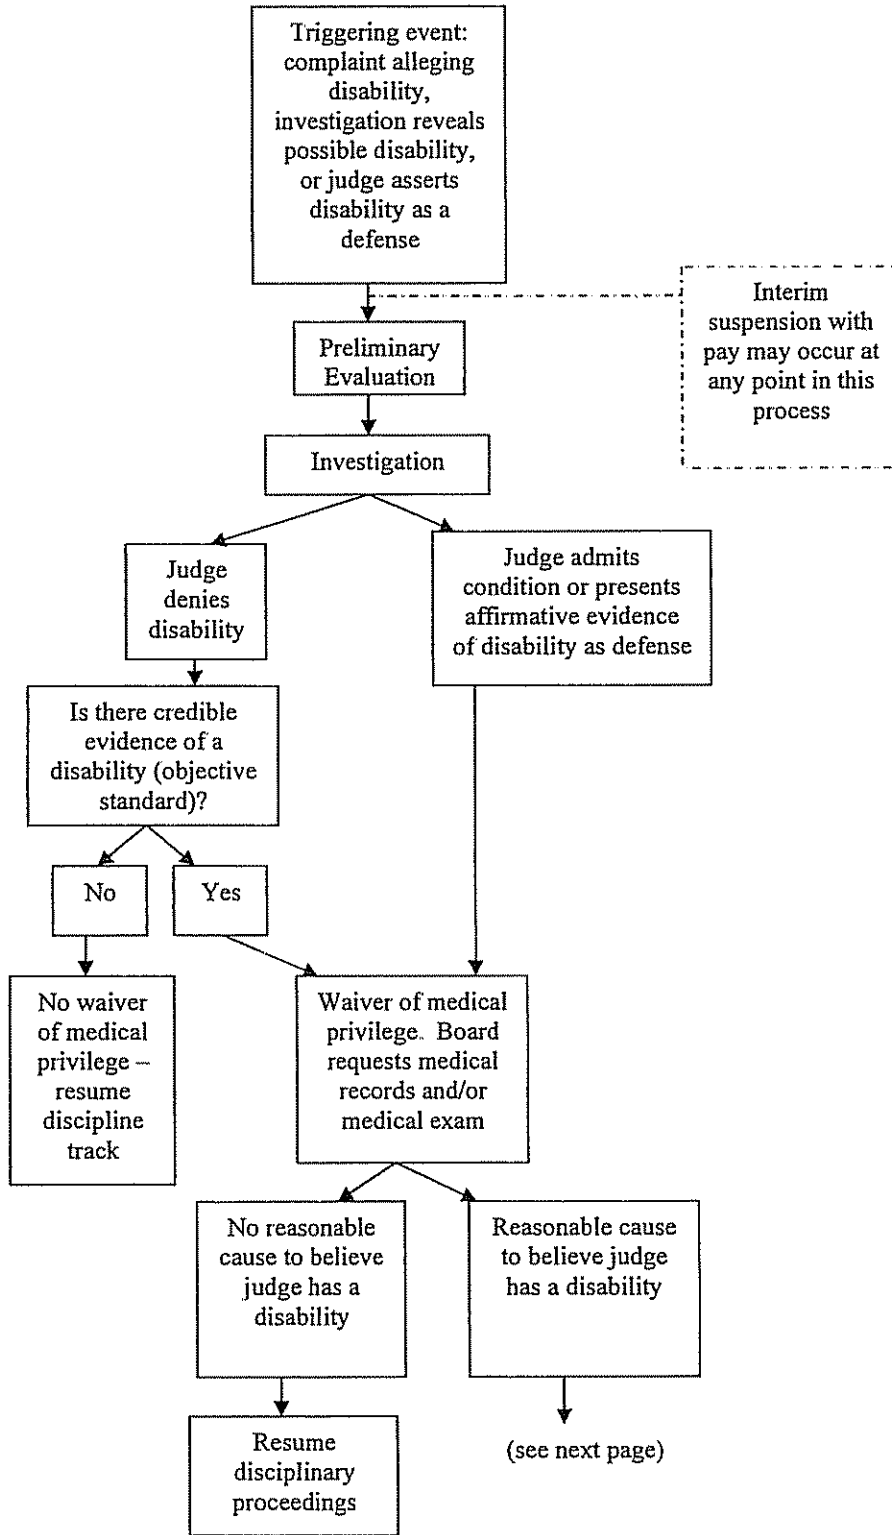 Triggering event:
complaint alleging
disability,
investigation reveals
possible disability,
or judge asserts
disability as a
defense
Interim
suspension with
pay may occur at
any point in this
process
Preliminary
Evaluation
Investigation
Judge
denies
disability
Judge admits
condition or presents
affirmative evidence
of disability as defense
Is there credible
evidence of a
disability (objective
standard)?
No
Yes
No waiver
of medical
privilege –
resume
discipline
track
Waiver of medical
privilege. Board
requests medical
records and/or
medical exam
No reasonable
cause to believe
judge has a
disability
Reasonable cause
to believe judge
has a disability
Resume
disciplinary
proceedings
(see next page)